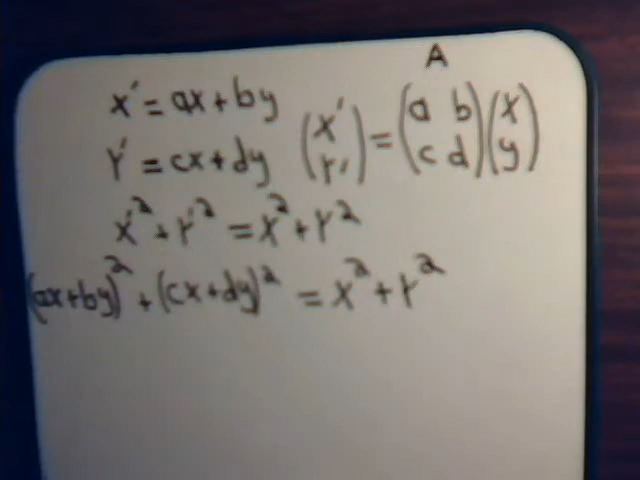 A
x' = ax + by
y' = cx + dy (x' y') = (a b c d)(x y)
x'² + y'² = x² + y²
(ax+by)² + (cx+dy)² = x² + y²